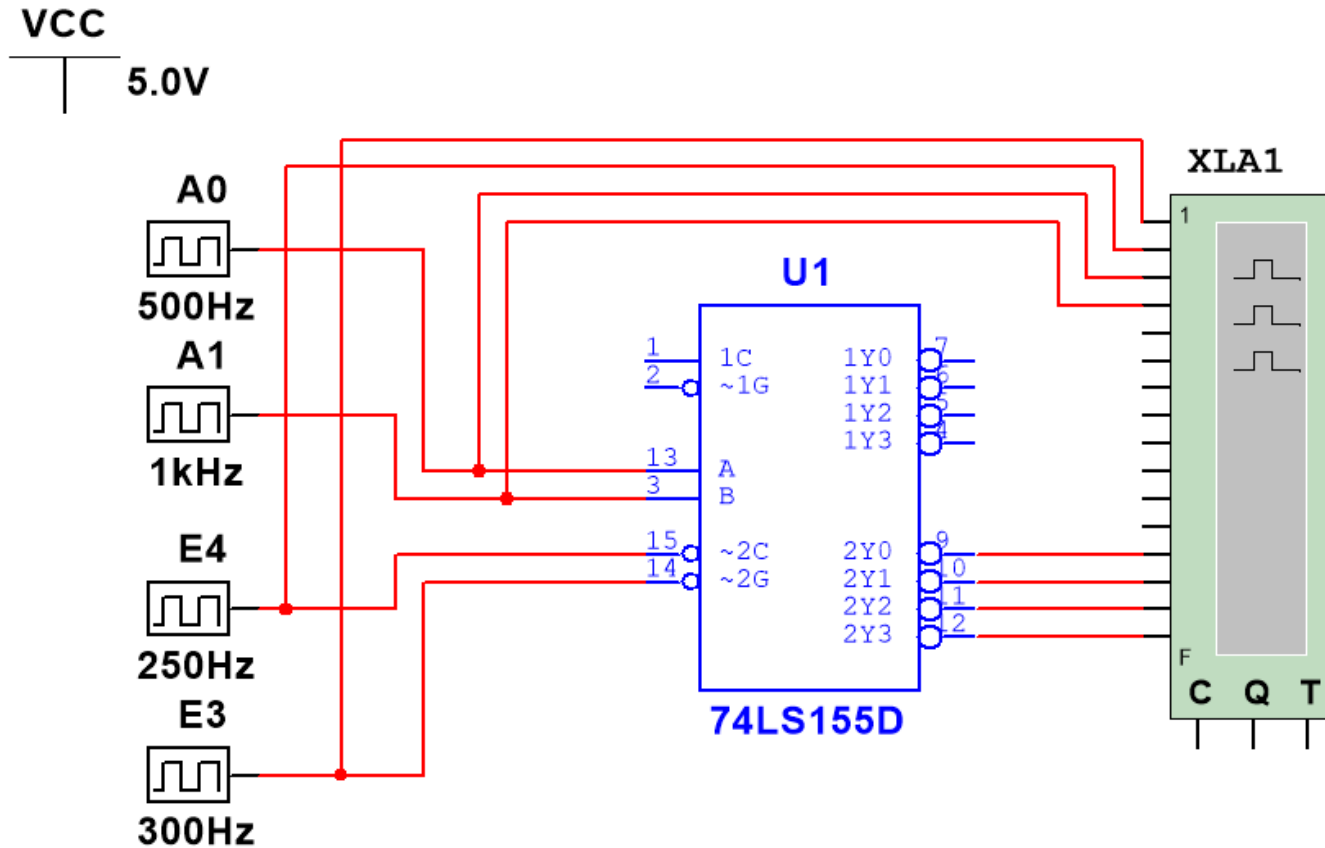 VCC
5.0V
XLA1
A0
500Hz
A1
1kHz
E4
250Hz
E3
300Hz
U1
1 1C 1Y0 7
2 ~1G 1Y1 6
1Y2 5
1Y3 4
13 A
3 B
15 ~2C 2Y0 9
14 ~2G 2Y1 10
2Y2 11
2Y3 12
74LS155D
1
F
C Q T